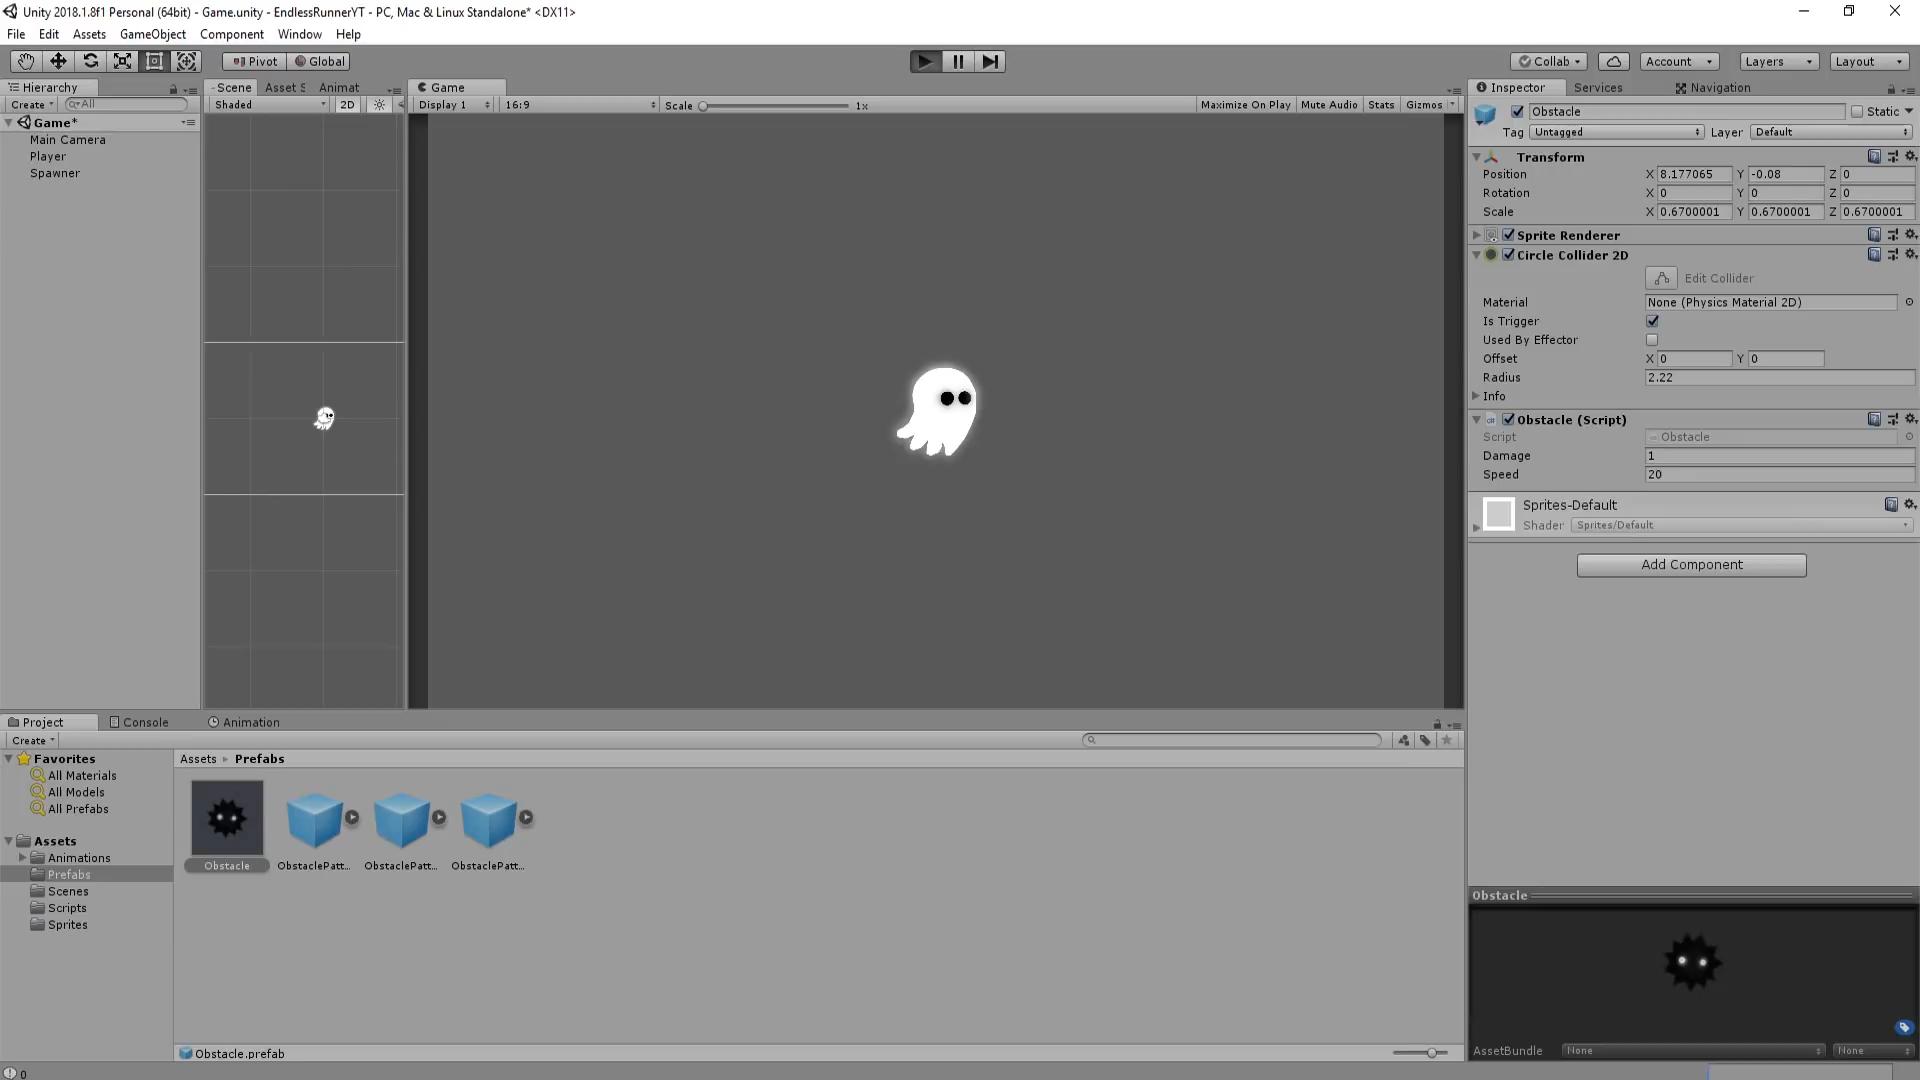 Unity 2018.1.8f1 Personal (64bit) - Game.unity - EndlessRunnerYT - PC, Mac & Linux Standalone* <DX11>
File Edit Assets GameObject Component Window Help
Pivot Global Collab Account Layers Layout
Hierarchy
Create All
Game*
Main Camera
Player
Spawner
Scene Asset S Animat
Shaded 2D
Game
Display 1 16:9 Scale 1x Maximize On Play Mute Audio Stats Gizmos
Inspector Services Navigation
Obstacle Static
Tag Untagged Layer Default
Transform
Position X 8.177065 Y -0.08 Z 0
Rotation X 0 Y 0 Z 0
Scale X 0.6700001 Y 0.6700001 Z 0.6700001
Sprite Renderer
Circle Collider 2D
Edit Collider
Material None (Physics Material 2D)
Is Trigger
Used By Effector
Offset X 0 Y 0
Radius 2.22
Info
Obstacle (Script)
Script Obstacle
Damage 1
Speed 20
Sprites-Default
Shader Sprites/Default
Add Component
Project Console Animation
Create
Favorites
All Materials
All Models
All Prefabs
Assets
Animations
Prefabs
Scenes
Scripts
Sprites
Assets Prefabs
Obstacle ObstaclePatt... ObstaclePatt... ObstaclePatt...
Obstacle.prefab
Obstacle
AssetBundle None None
0